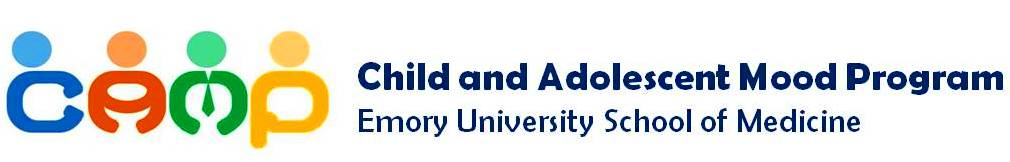 CAMP
Child and Adolescent Mood Program
Emory University School of Medicine